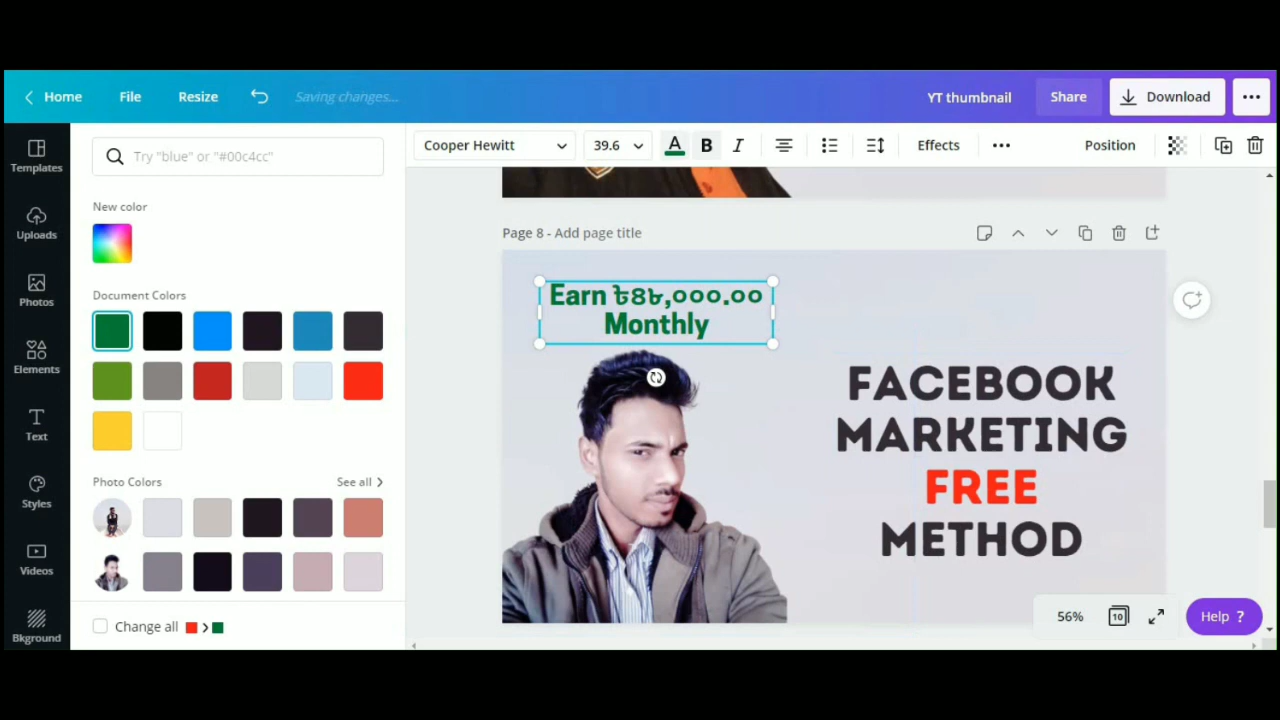 Home
File
Resize
Saving changes...
YT thumbnail
Share
Download
Templates
Uploads
Photos
Elements
Text
Styles
Videos
Bkground
Try "blue" or "#00c4cc"
New color
Document Colors
Photo Colors
See all
Change all
Cooper Hewitt
39.6
A
B
I
Effects
Position
Page 8 - Add page title
Earn ৳৪৮,০০০.০০
Monthly
FACEBOOK
MARKETING
FREE
METHOD
56%
10
Help ?